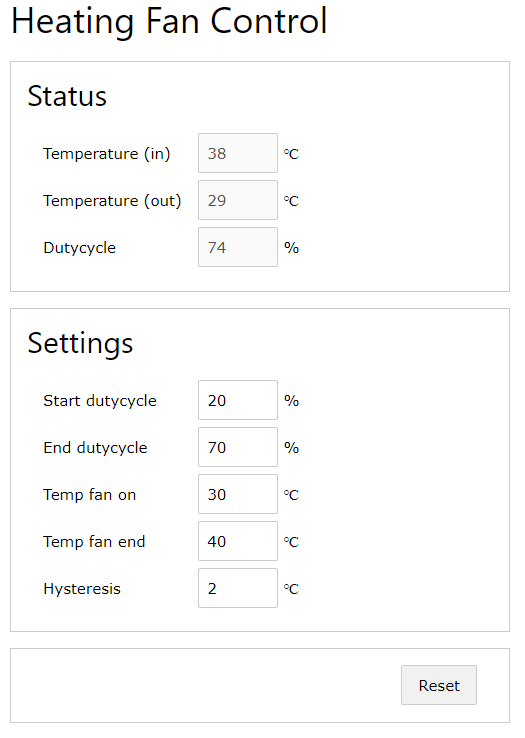 Heating Fan Control
Status
Temperature (in) 38 °C
Temperature (out) 29 °C
Dutycycle 74 %
Settings
Start dutycycle 20 %
End dutycycle 70 %
Temp fan on 30 °C
Temp fan end 40 °C
Hysteresis 2 °C
Reset